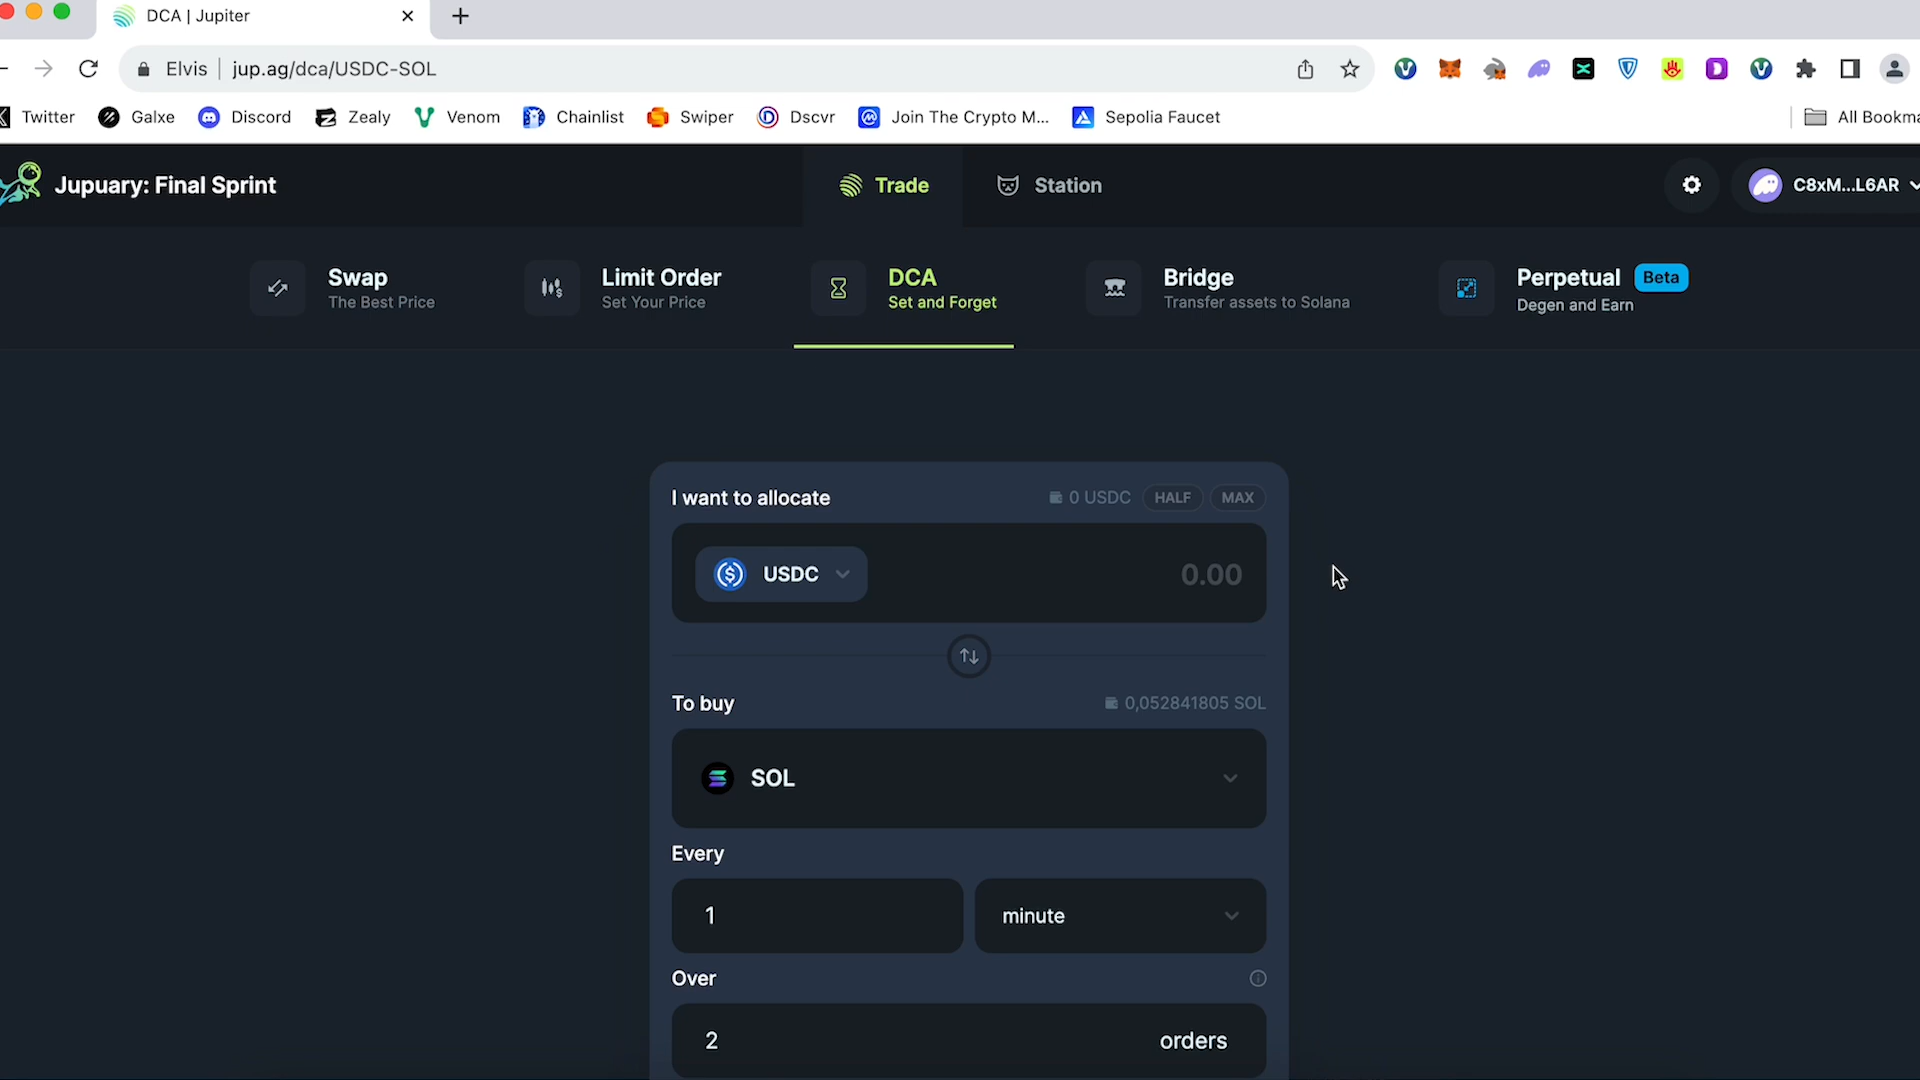 DCA | Jupiter
Elvis jup.ag/dca/USDC-SOL
Twitter Galxe Discord Zealy Venom Chainlist Swiper Dscvr Join The Crypto M... Sepolia Faucet All Bookma
Jupuary: Final Sprint Trade Station C8xM...L6AR
Swap Limit Order DCA Bridge Perpetual Beta
The Best Price Set Your Price Set and Forget Transfer assets to Solana Degen and Earn
I want to allocate 0 USDC HALF MAX
USDC 0.00
To buy 0,052841805 SOL
SOL
Every
1 minute
Over
2 orders